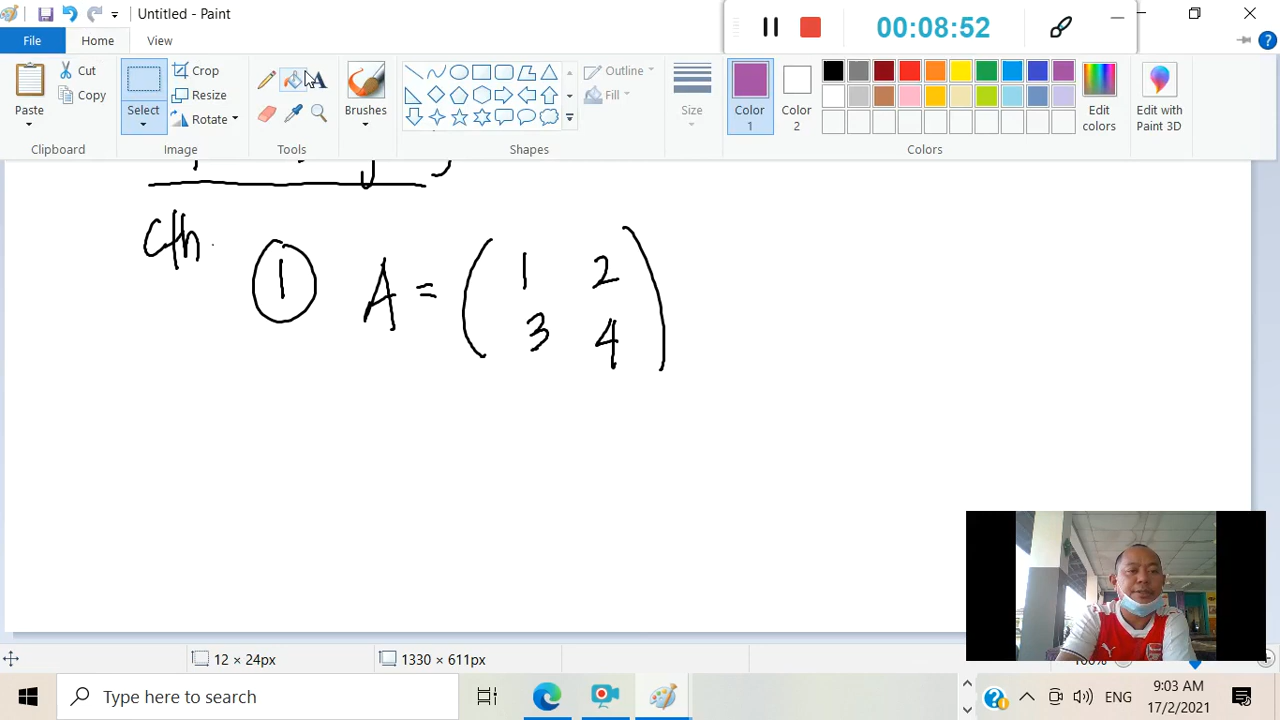 Untitled - Paint
00:08:52
File
Home
View
Paste
Cut
Copy
Clipboard
Select
Crop
Resize
Rotate
Image
A
Tools
Brushes
Outline
Fill
Shapes
Size
Color 1
Color 2
Edit colors
Edit with Paint 3D
Colors
Cth.
1 A = ( 1 2
3 4 )
12 × 24px
1330 × 611px
100%
Type here to search
ENG
9:03 AM
17/2/2021